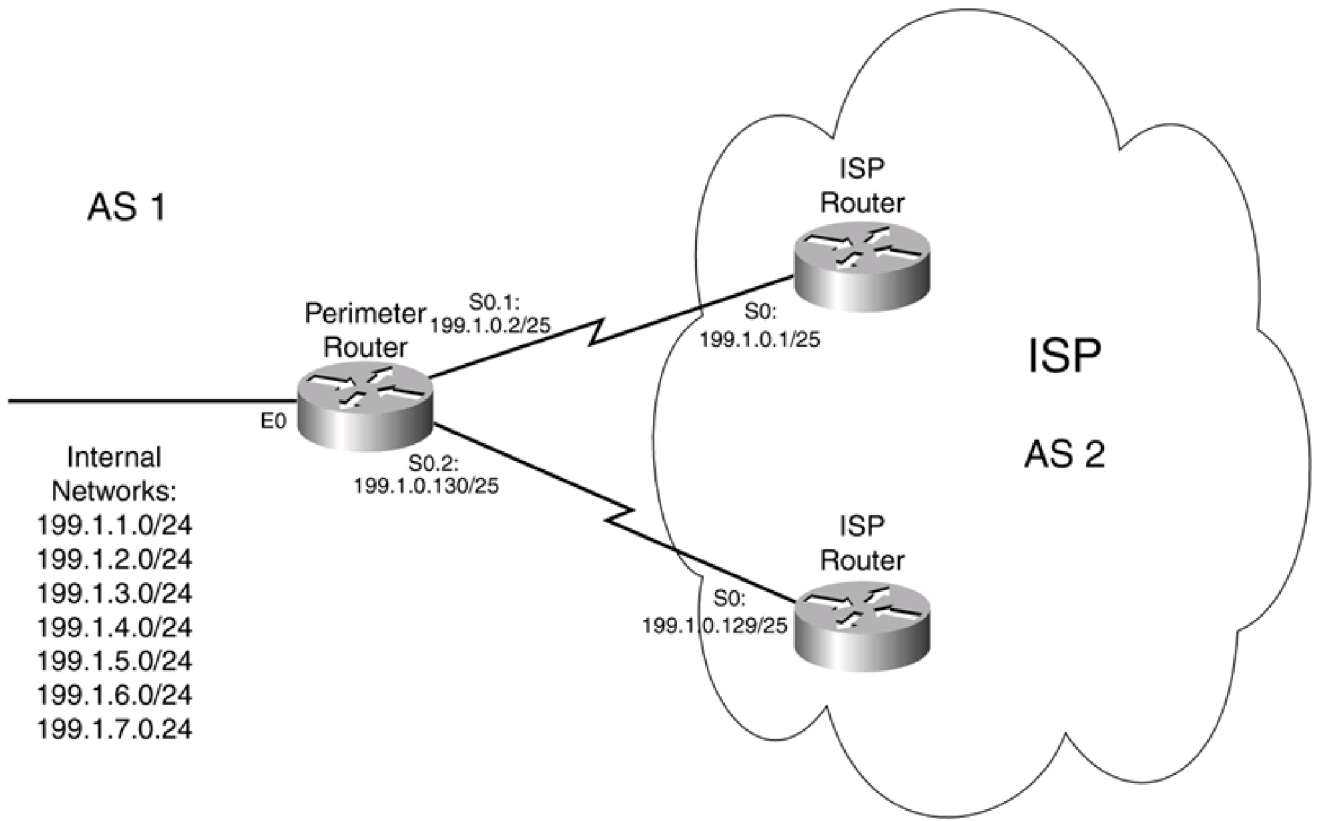 AS 1
Perimeter
Router
E0
S0.1:
199.1.0.2/25
S0.2:
199.1.0.130/25
Internal
Networks:
199.1.1.0/24
199.1.2.0/24
199.1.3.0/24
199.1.4.0/24
199.1.5.0/24
199.1.6.0/24
199.1.7.0.24
ISP
Router
S0:
199.1.0.1/25
ISP
AS 2
ISP
Router
S0:
199.1.0.129/25